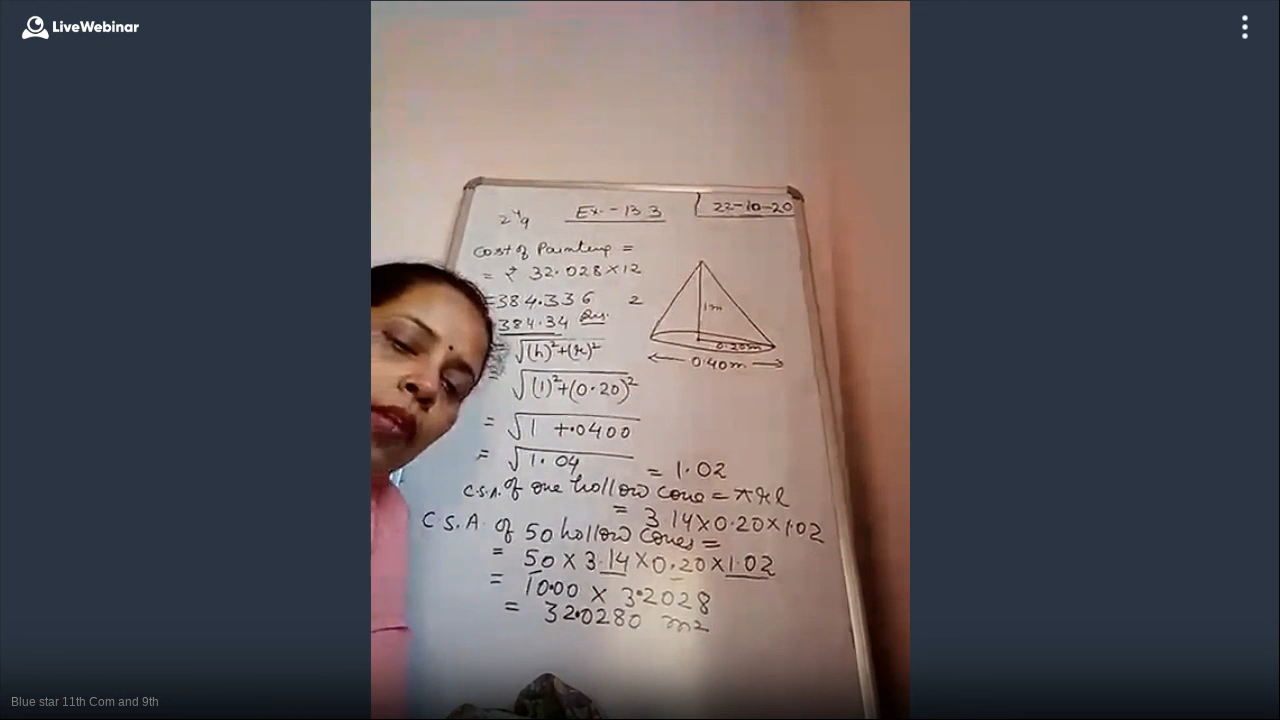 LiveWebinar
Ex.-13.3
22-10-20
Cost of Painting =
= ₹ 32.028×12
=384.336
384.34 Ans.
√(h)²+(r)²
= √(1)²+(0.20)²
= √1 +.0400
= √1.04 = 1.02
1m
0.20m
0.40m
C.S.A. of one hollow cone = πrl
= 3.14×0.20×1.02
C.S.A. of 50 hollow cones =
= 50 × 3.14×0.20×1.02
= 10.00 × 3.2028
= 32.0280 m2
Blue star 11th Com and 9th